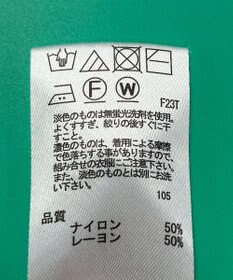 F23T
F
W
淡色のものは無蛍光洗剤を使用。
よくすすぎ、絞りの後すぐに干
すこと。
濃色のものは、着用による摩擦
で色落ちする事がありますので、
組み合せの衣服にご注意下さい。
また、淡色のものとは別にお洗
い下さい。
105
品質
ナイロン 50%
レーヨン 50%